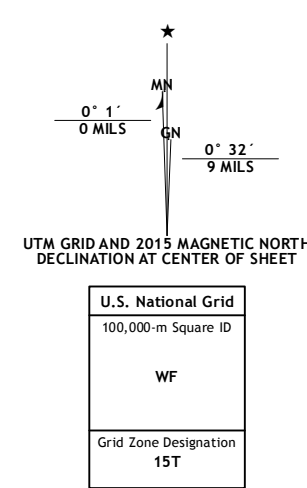 ★
MN
0° 1´
0 MILS
GN
0° 32´
9 MILS
UTM GRID AND 2015 MAGNETIC NORTH
DECLINATION AT CENTER OF SHEET
U.S. National Grid
100,000-m Square ID
WF
Grid Zone Designation
15T